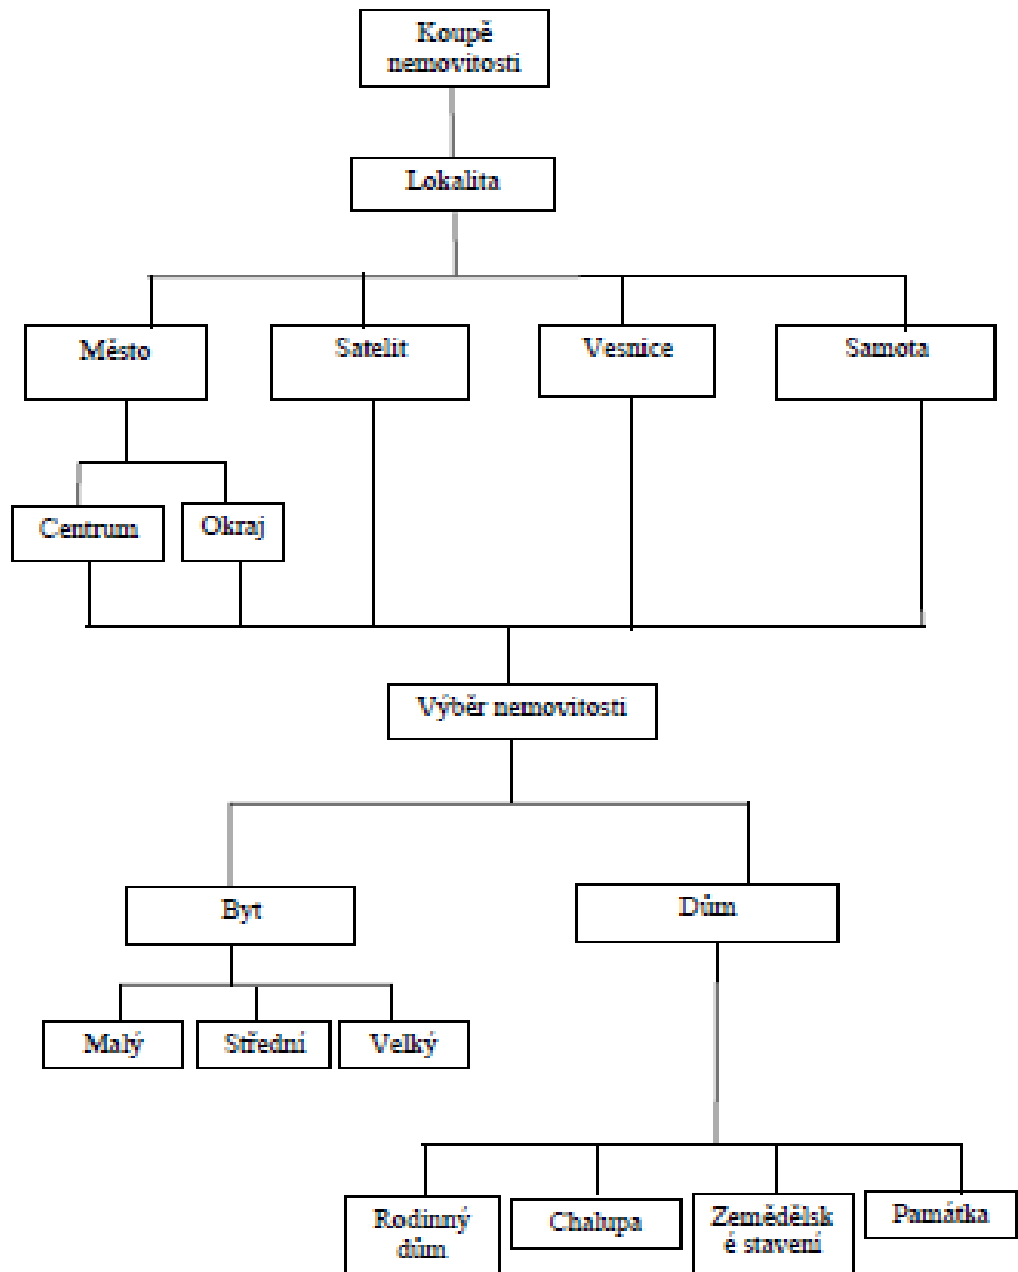 Koupě
nemovitosti
Lokalita
Město
Satelit
Vesnice
Samota
Centrum
Okraj
Výběr nemovitosti
Byt
Dům
Malý
Střední
Velký
Rodinný
dům
Chalupa
Zemědělsk
é stavení
Památka